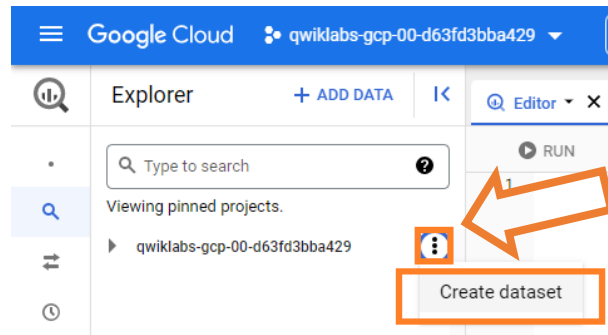 Google Cloud qwiklabs-gcp-00-d63fd3bba429
Explorer + ADD DATA Editor
RUN
Type to search
1
Viewing pinned projects.
qwiklabs-gcp-00-d63fd3bba429
Create dataset